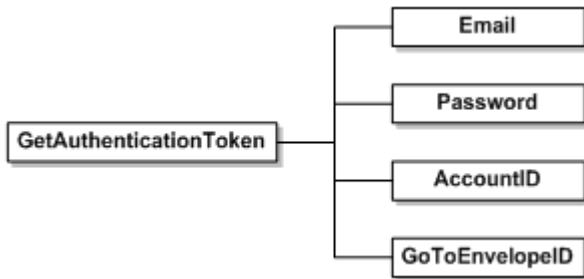 Email
Password
GetAuthenticationToken
AccountID
GoToEnvelopeID